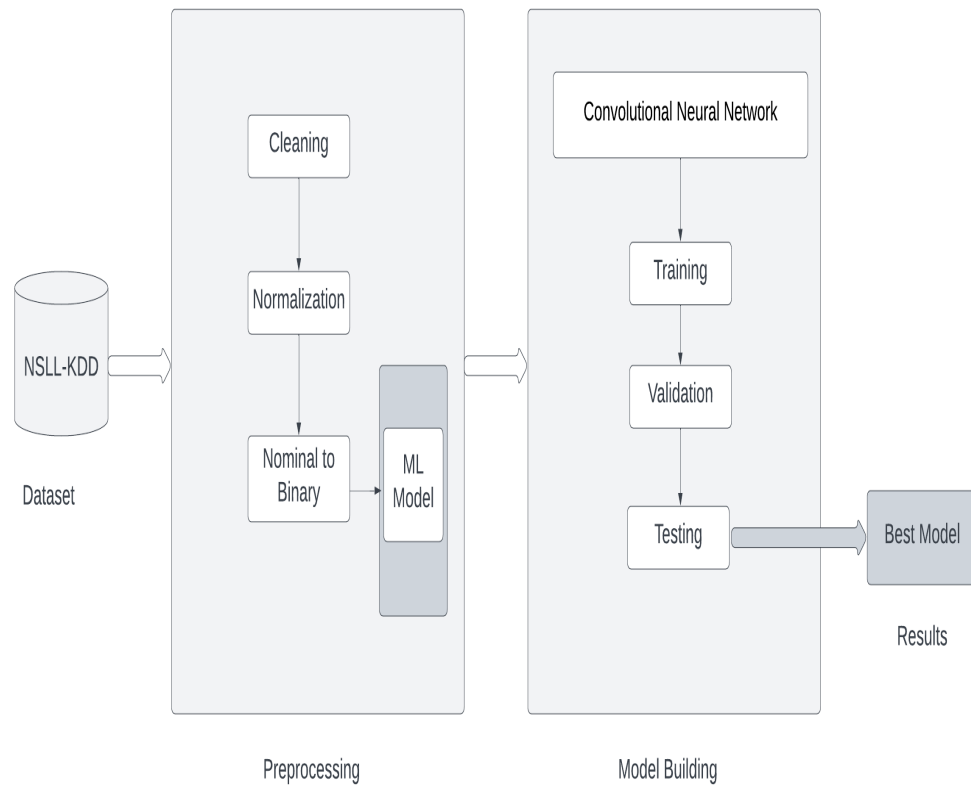 NSLL-KDD
Dataset
Cleaning
Normalization
Nominal to
Binary
ML
Model
Preprocessing
Convolutional Neural Network
Training
Validation
Testing
Model Building
Best Model
Results